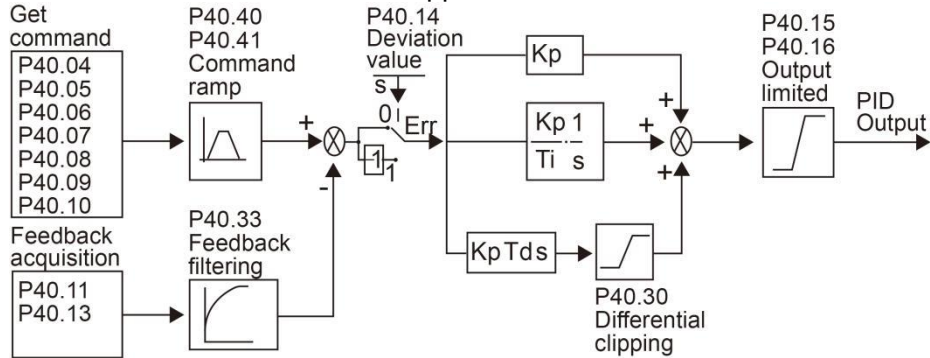 Get
command
P40.04
P40.05
P40.06
P40.07
P40.08
P40.09
P40.10
P40.40
P40.41
Command
ramp
P40.14
Deviation
value
s
0
Err
1
1
+
-
Kp
Kp 1
Ti s
KpTds
+
+
+
P40.15
P40.16
Output
limited
PID
Output
Feedback
acquisition
P40.11
P40.13
P40.33
Feedback
filtering
P40.30
Differential
clipping